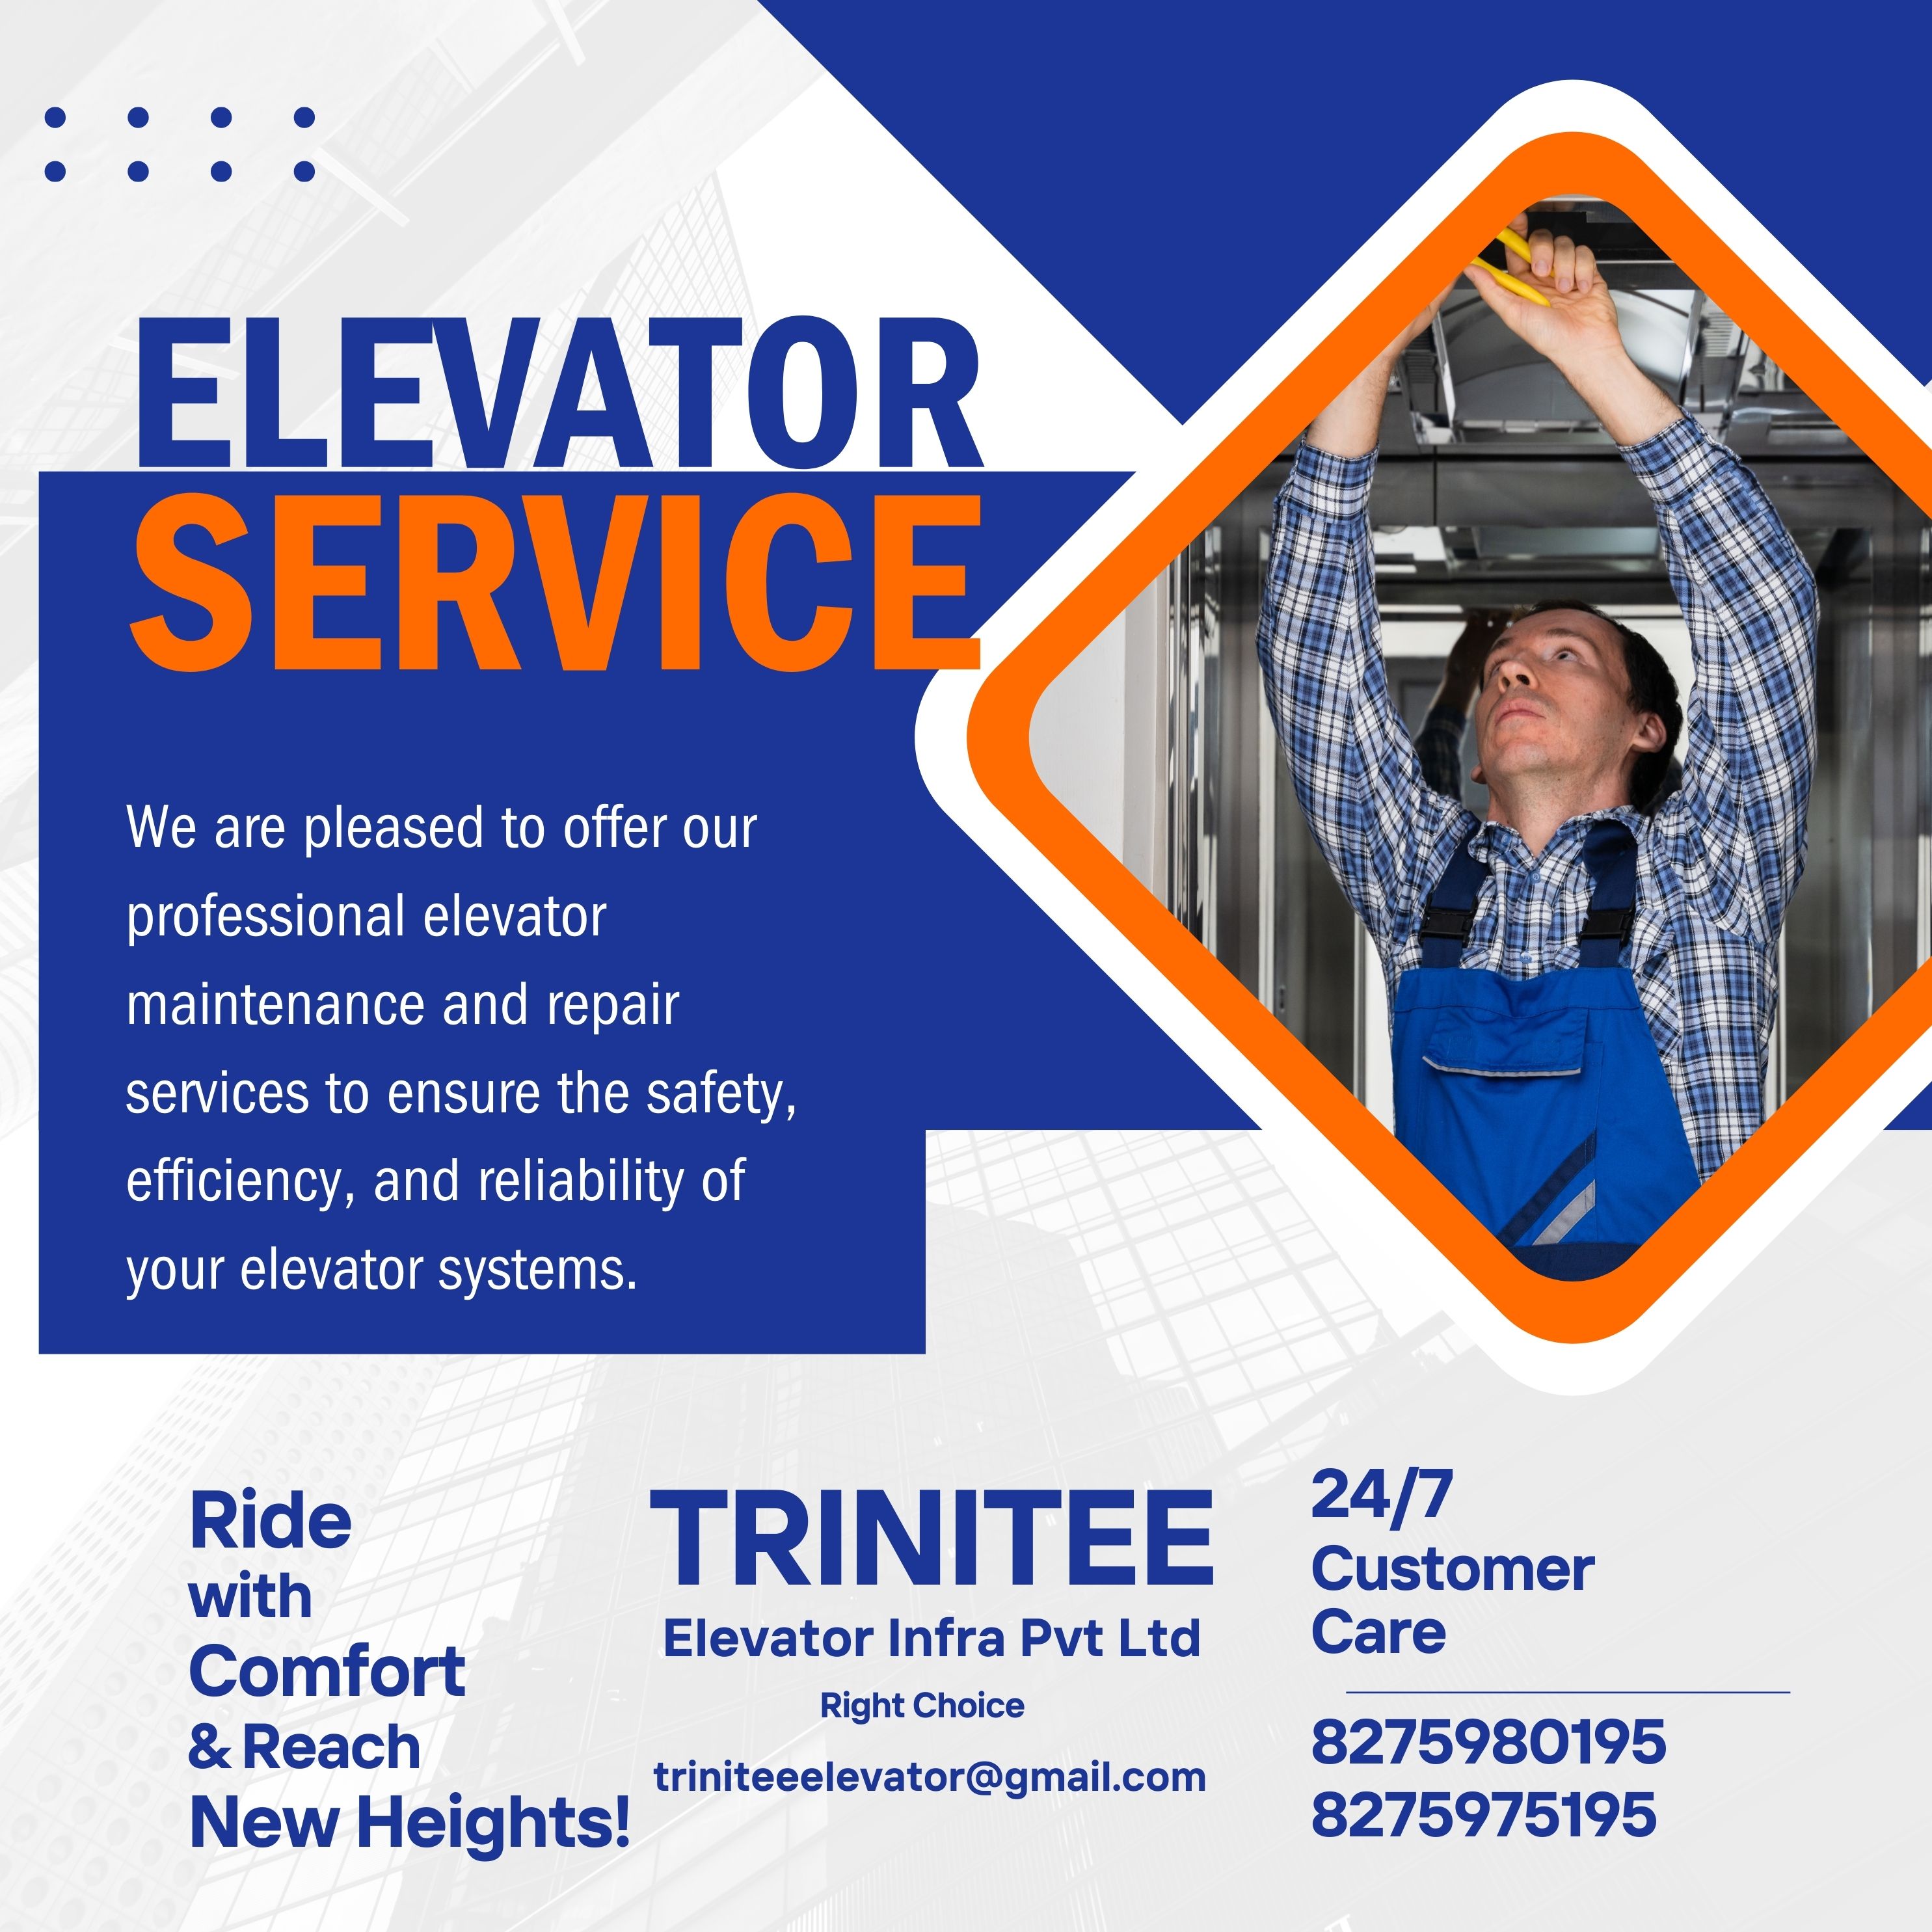 ELEVATOR
SERVICE
We are pleased to offer our
professional elevator
maintenance and repair
services to ensure the safety,
efficiency, and reliability of
your elevator systems.
Ride
with
Comfort
& Reach
New Heights!
TRINITEE
Elevator Infra Pvt Ltd
Right Choice
triniteeelevator@gmail.com
24/7
Customer
Care
8275980195
8275975195